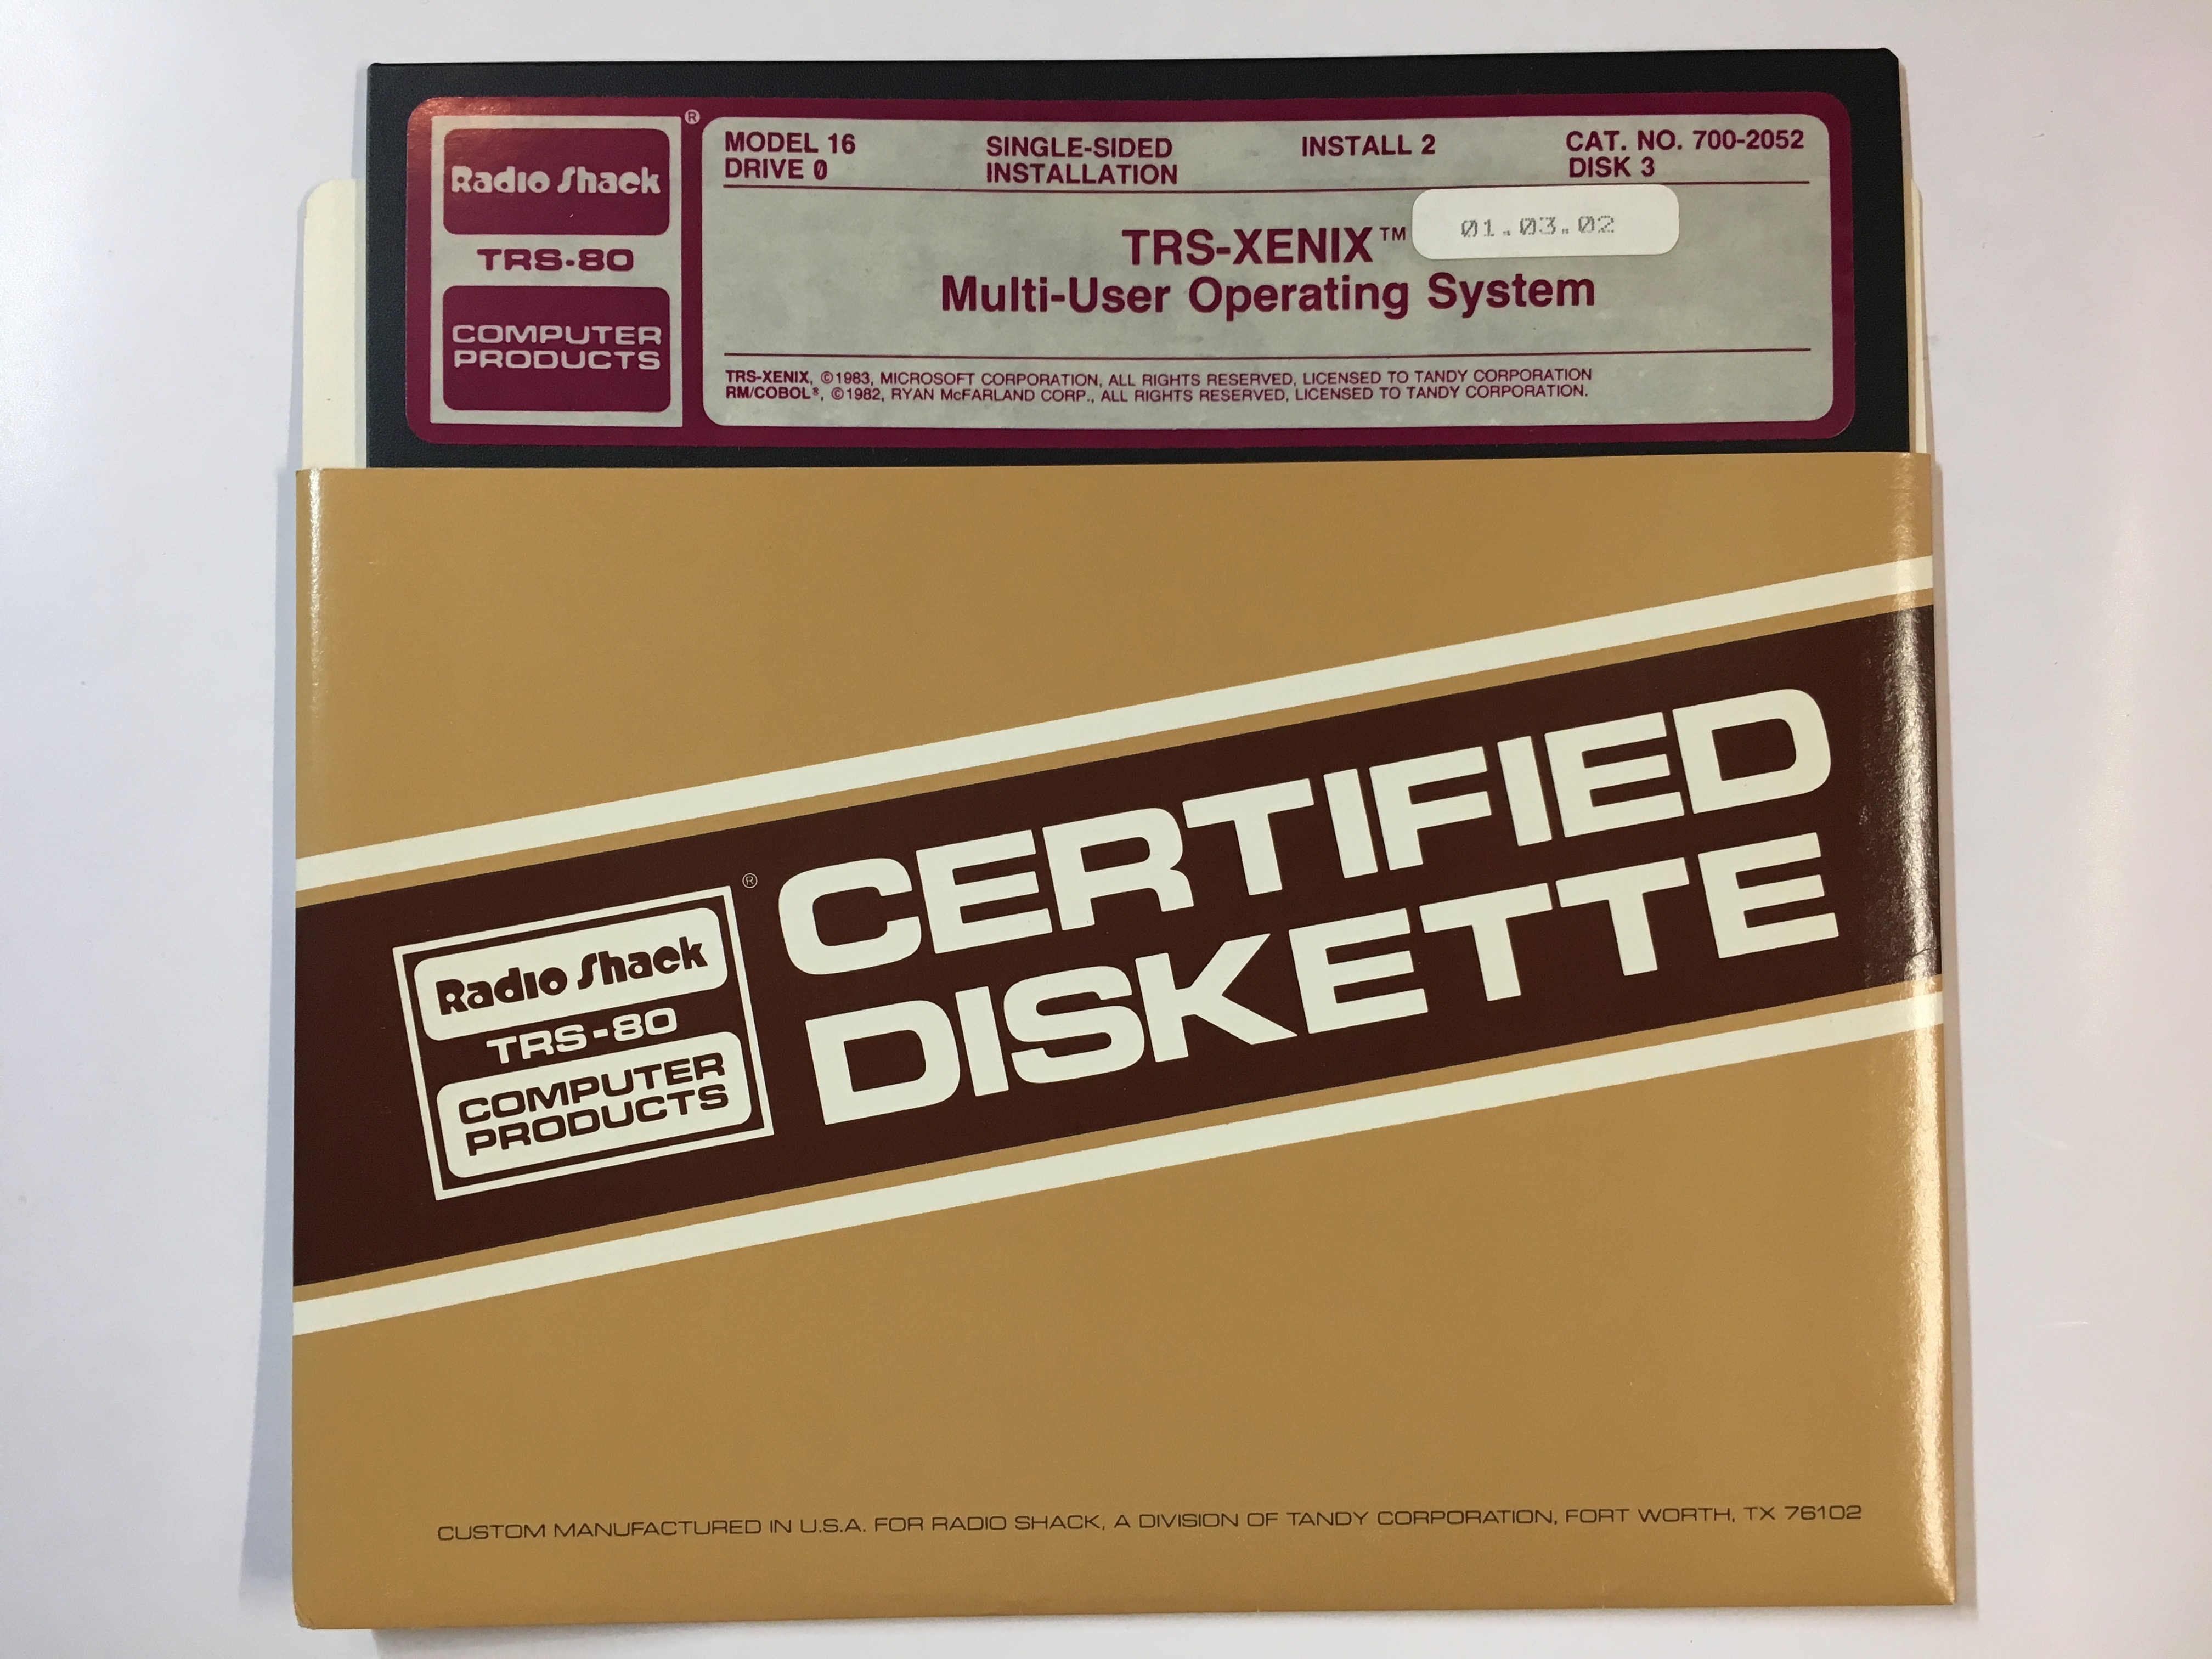 Radio Shack
TRS-80
COMPUTER
PRODUCTS
®
MODEL 16
DRIVE 0
SINGLE-SIDED
INSTALLATION
INSTALL 2
CAT. NO. 700-2052
DISK 3
01.03.02
TRS-XENIX™
Multi-User Operating System
TRS-XENIX, ©1983, MICROSOFT CORPORATION, ALL RIGHTS RESERVED, LICENSED TO TANDY CORPORATION
RM/COBOL®, ©1982, RYAN McFARLAND CORP., ALL RIGHTS RESERVED, LICENSED TO TANDY CORPORATION.
Radio Shack
TRS-80
COMPUTER
PRODUCTS
®
CERTIFIED
DISKETTE
CUSTOM MANUFACTURED IN U.S.A. FOR RADIO SHACK, A DIVISION OF TANDY CORPORATION, FORT WORTH, TX 76102